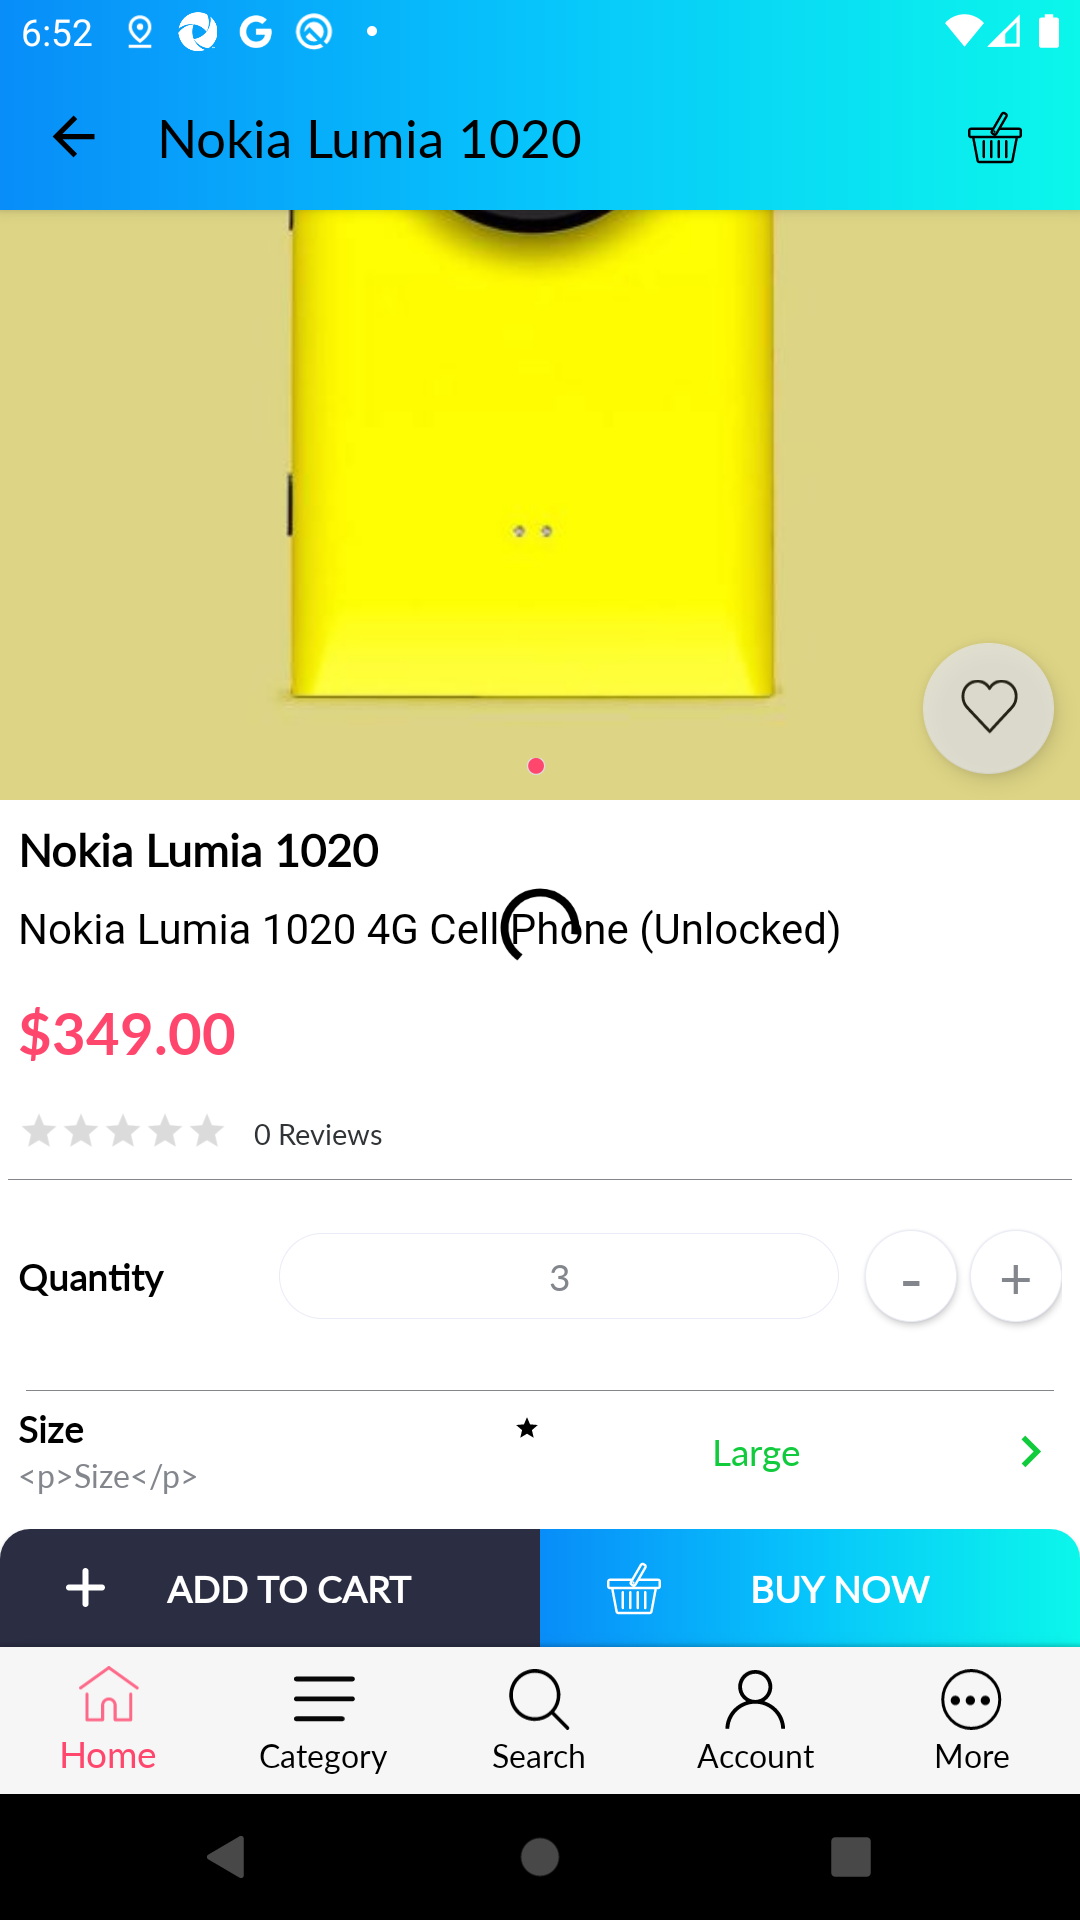 6:52
Nokia Lumia 1020
Nokia Lumia 1020
Nokia Lumia 1020 4G Cell Phone (Unlocked)
$349.00
0 Reviews
Quantity 3 - +
Size
Large
<p>Size</p>
ADD TO CART BUY NOW
Home Category Search Account More